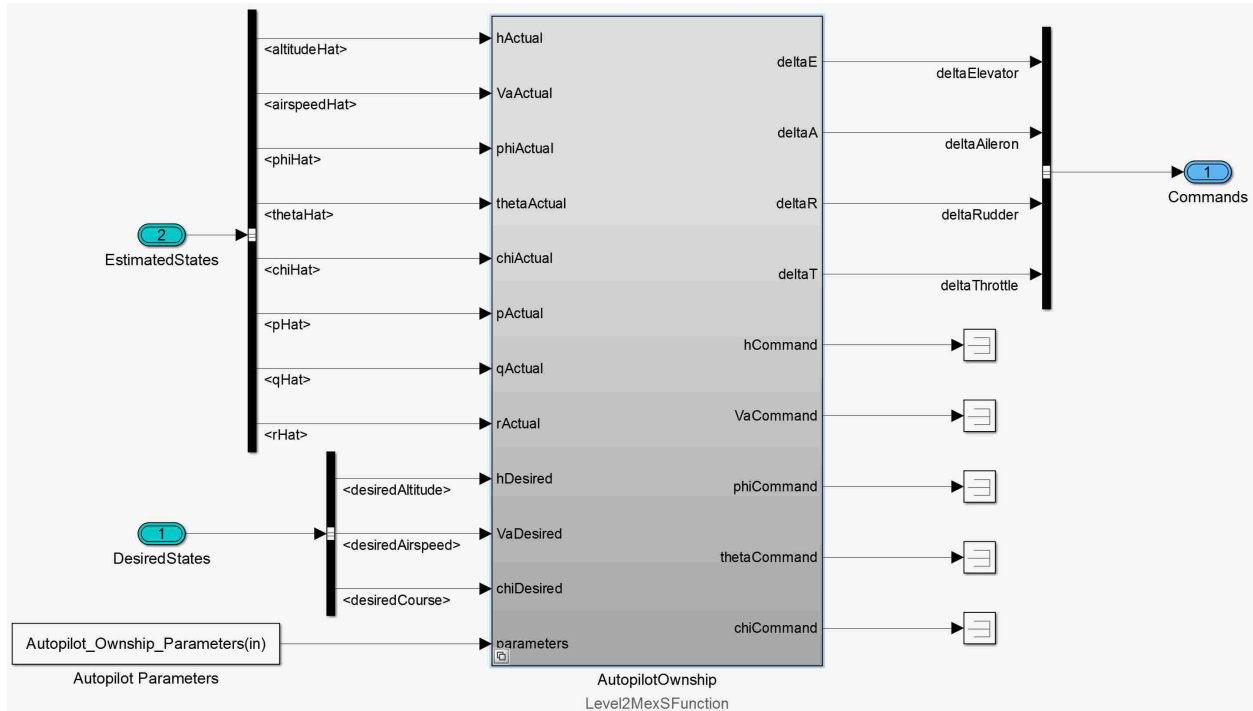 <altitudeHat>
<airspeedHat>
<phiHat>
<thetaHat>
<chiHat>
<pHat>
<qHat>
<rHat>
2
EstimatedStates
<desiredAltitude>
<desiredAirspeed>
<desiredCourse>
1
DesiredStates
Autopilot_Ownship_Parameters(in)
Autopilot Parameters
hActual
VaActual
phiActual
thetaActual
chiActual
pActual
qActual
rActual
hDesired
VaDesired
chiDesired
parameters
deltaE
deltaA
deltaR
deltaT
hCommand
VaCommand
phiCommand
thetaCommand
chiCommand
AutopilotOwnship
Level2MexSFunction
deltaElevator
deltaAileron
deltaRudder
deltaThrottle
1
Commands